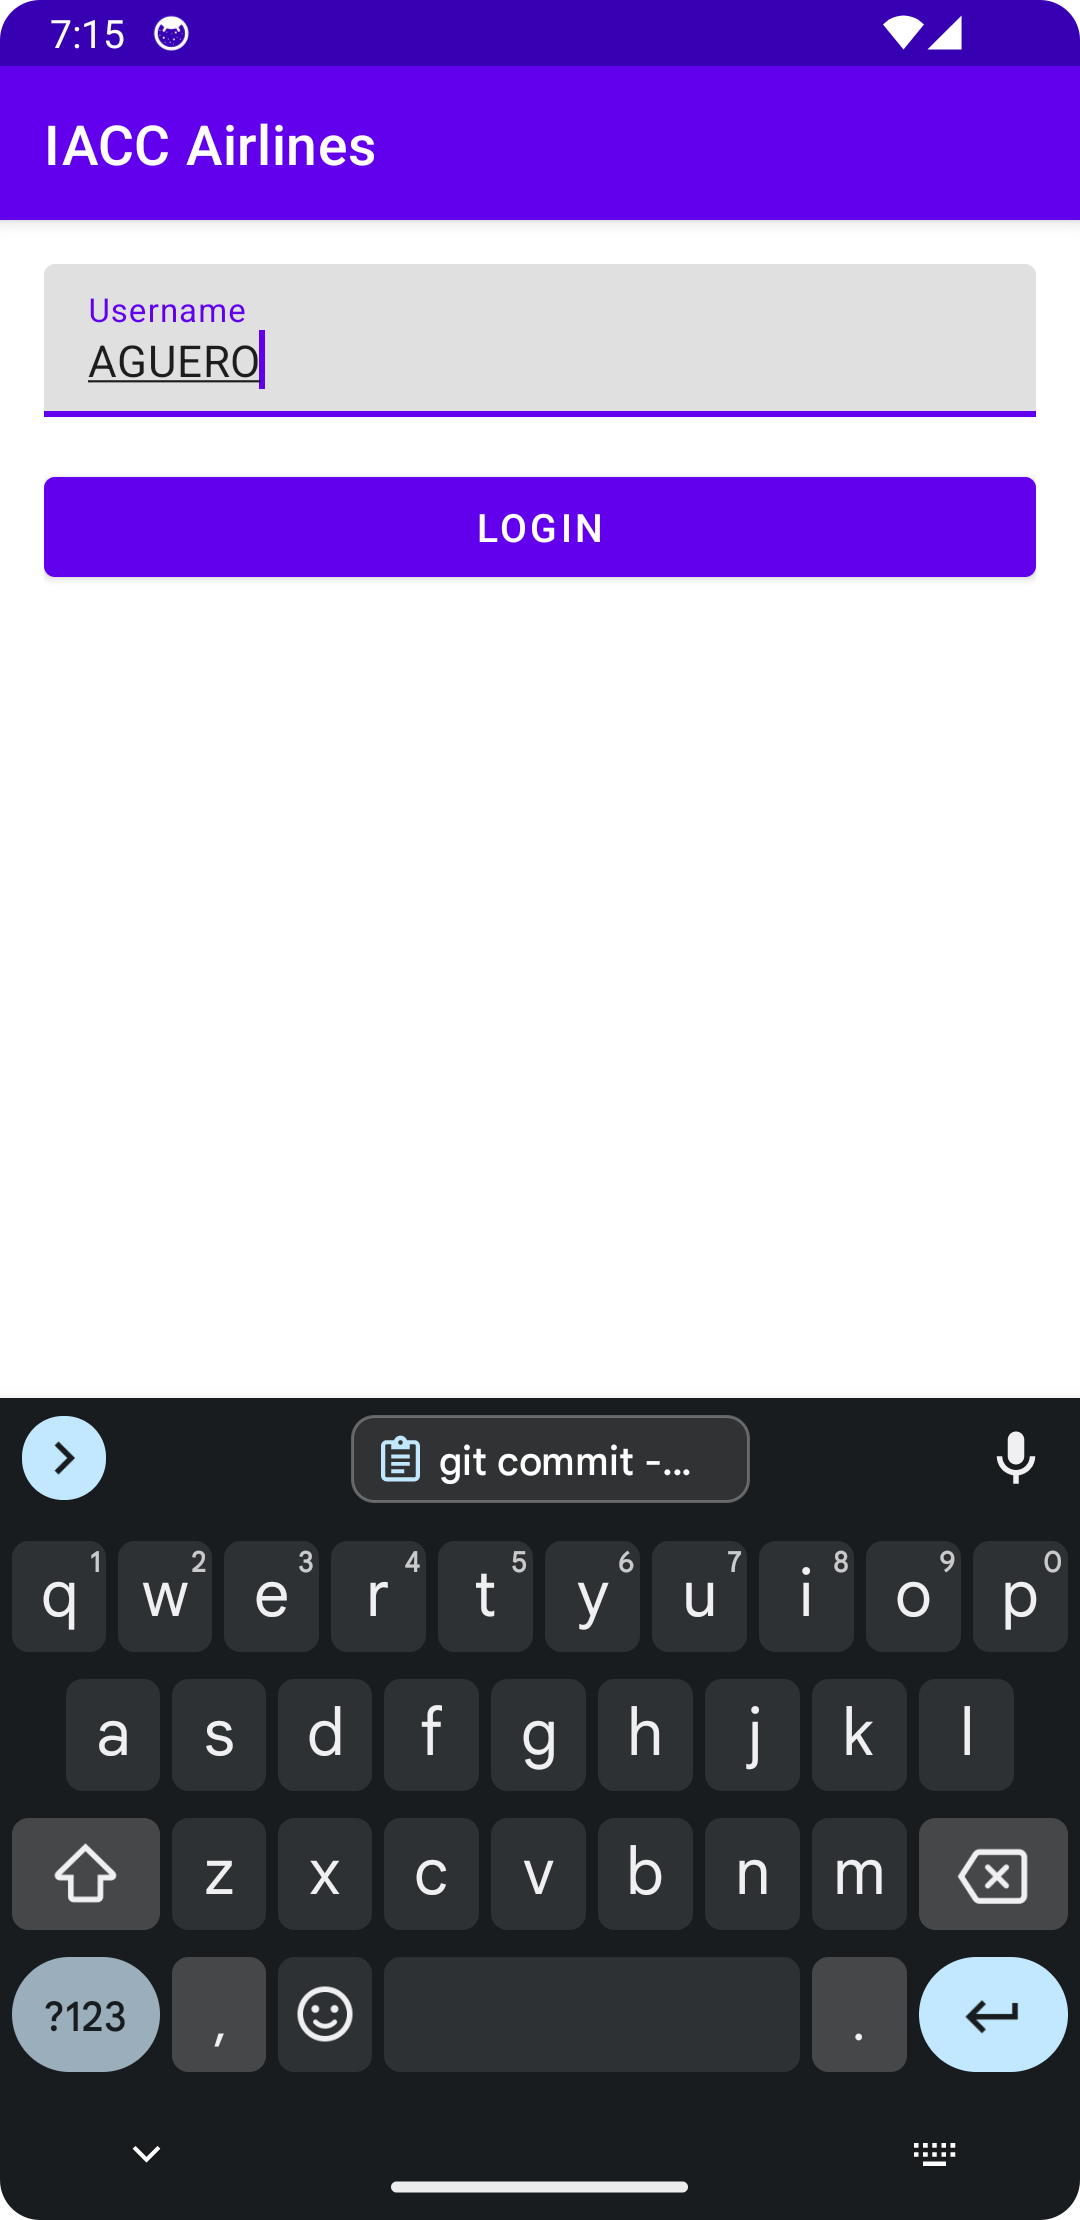 7:15
IACC Airlines
Username
AGUERO
LOGIN
git commit -...
q 1 w 2 e 3 r 4 t 5 y 6 u 7 i 8 o 9 p 0
a s d f g h j k l
z x c v b n m
?123 , .